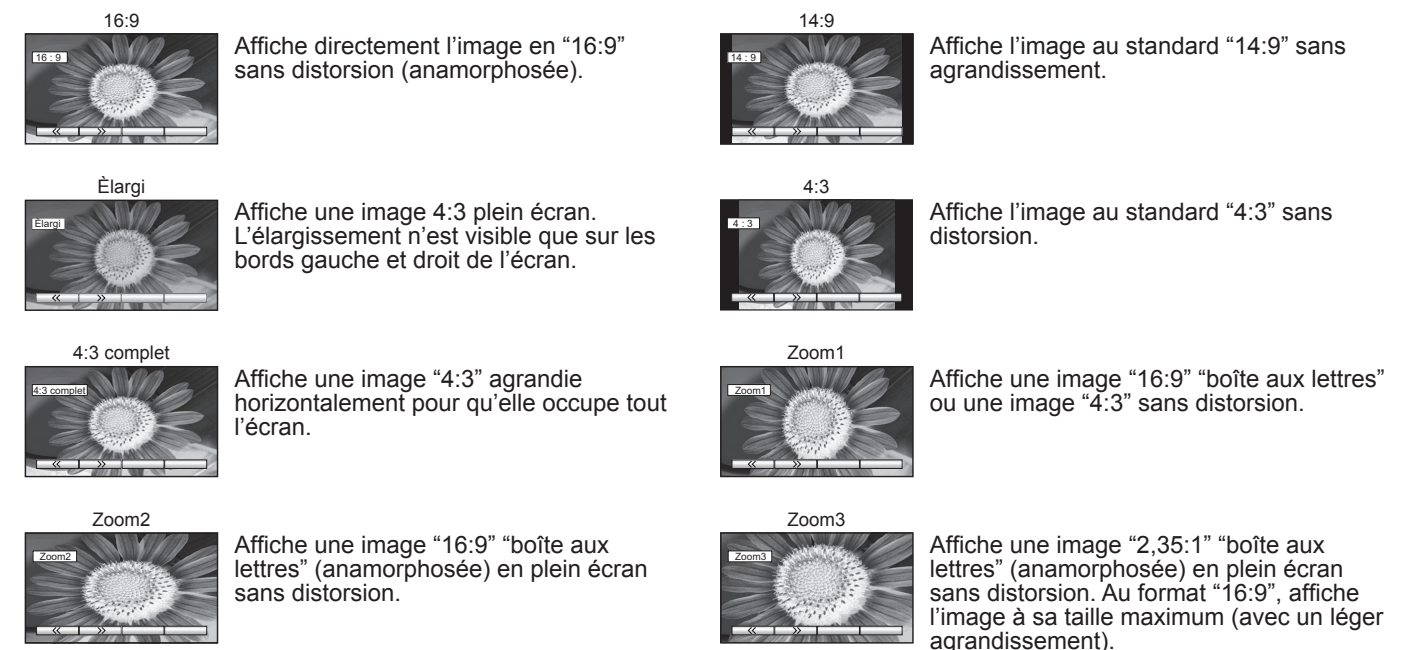 16:9
16 : 9
Affiche directement l’image en “16:9”
sans distorsion (anamorphosée).
14:9
14 : 9
Affiche l’image au standard “14:9” sans
agrandissement.
Èlargi
Elargi
Affiche une image 4:3 plein écran.
L’élargissement n’est visible que sur les
bords gauche et droit de l’écran.
4:3
4 : 3
Affiche l’image au standard “4:3” sans
distorsion.
4:3 complet
4:3 complet
Affiche une image “4:3” agrandie
horizontalement pour qu’elle occupe tout
l’écran.
Zoom1
Zoom1
Affiche une image “16:9” “boîte aux lettres”
ou une image “4:3” sans distorsion.
Zoom2
Zoom2
Affiche une image “16:9” “boîte aux
lettres” (anamorphosée) en plein écran
sans distorsion.
Zoom3
Zoom3
Affiche une image “2,35:1” “boîte aux
lettres” (anamorphosée) en plein écran
sans distorsion. Au format “16:9”, affiche
l’image à sa taille maximum (avec un léger
agrandissement).